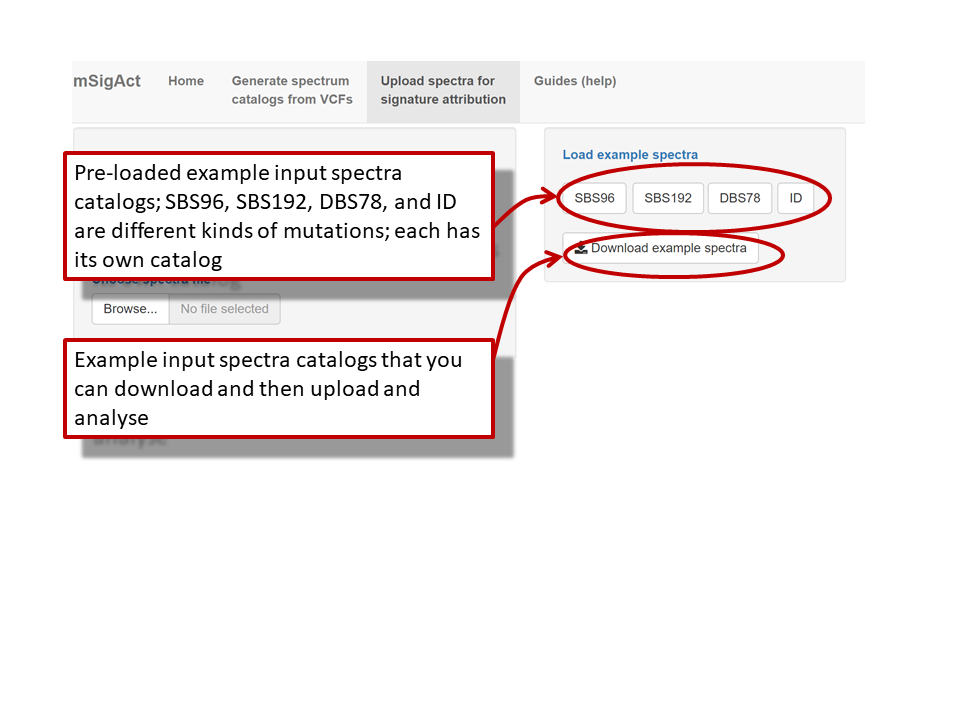 mSigAct
Home
Generate spectrum
catalogs from VCFs
Upload spectra for
signature attribution
Guides (help)
Load example spectra
SBS96
SBS192
DBS78
ID
Download example spectra
Pre-loaded example input spectra
catalogs; SBS96, SBS192, DBS78, and ID
are different kinds of mutations; each has
its own catalog
Browse...
No file selected
Example input spectra catalogs that you
can download and then upload and
analyse